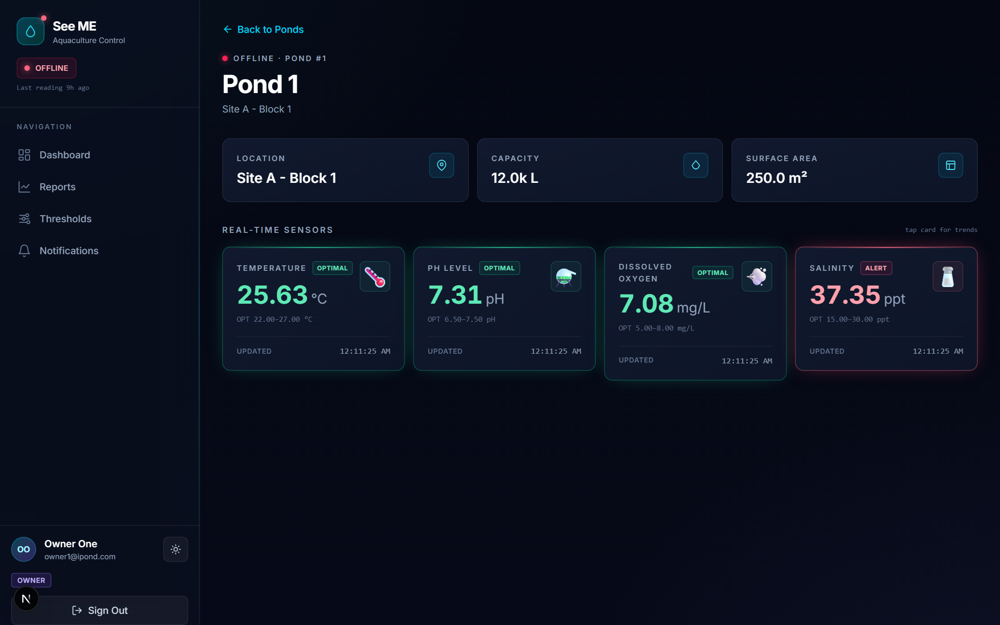 See ME
Aquaculture Control
OFFLINE
Last reading 9h ago
NAVIGATION
Dashboard
Reports
Thresholds
Notifications
Owner One
owner1@ipond.com
OO
OWNER
N
Sign Out
Back to Ponds
OFFLINE · POND #1
Pond 1
Site A - Block 1
LOCATION
Site A - Block 1
CAPACITY
12.0k L
SURFACE AREA
250.0 m²
REAL-TIME SENSORS
tap card for trends
TEMPERATURE OPTIMAL
25.63 °C
OPT 22.00–27.00 °C
UPDATED 12:11:25 AM
PH LEVEL OPTIMAL
7.31 pH
OPT 6.50–7.50 pH
UPDATED 12:11:25 AM
DISSOLVED
OXYGEN
OPTIMAL
7.08 mg/L
OPT 5.00–8.00 mg/L
UPDATED 12:11:25 AM
SALINITY ALERT
37.35 ppt
OPT 15.00–30.00 ppt
UPDATED 12:11:25 AM